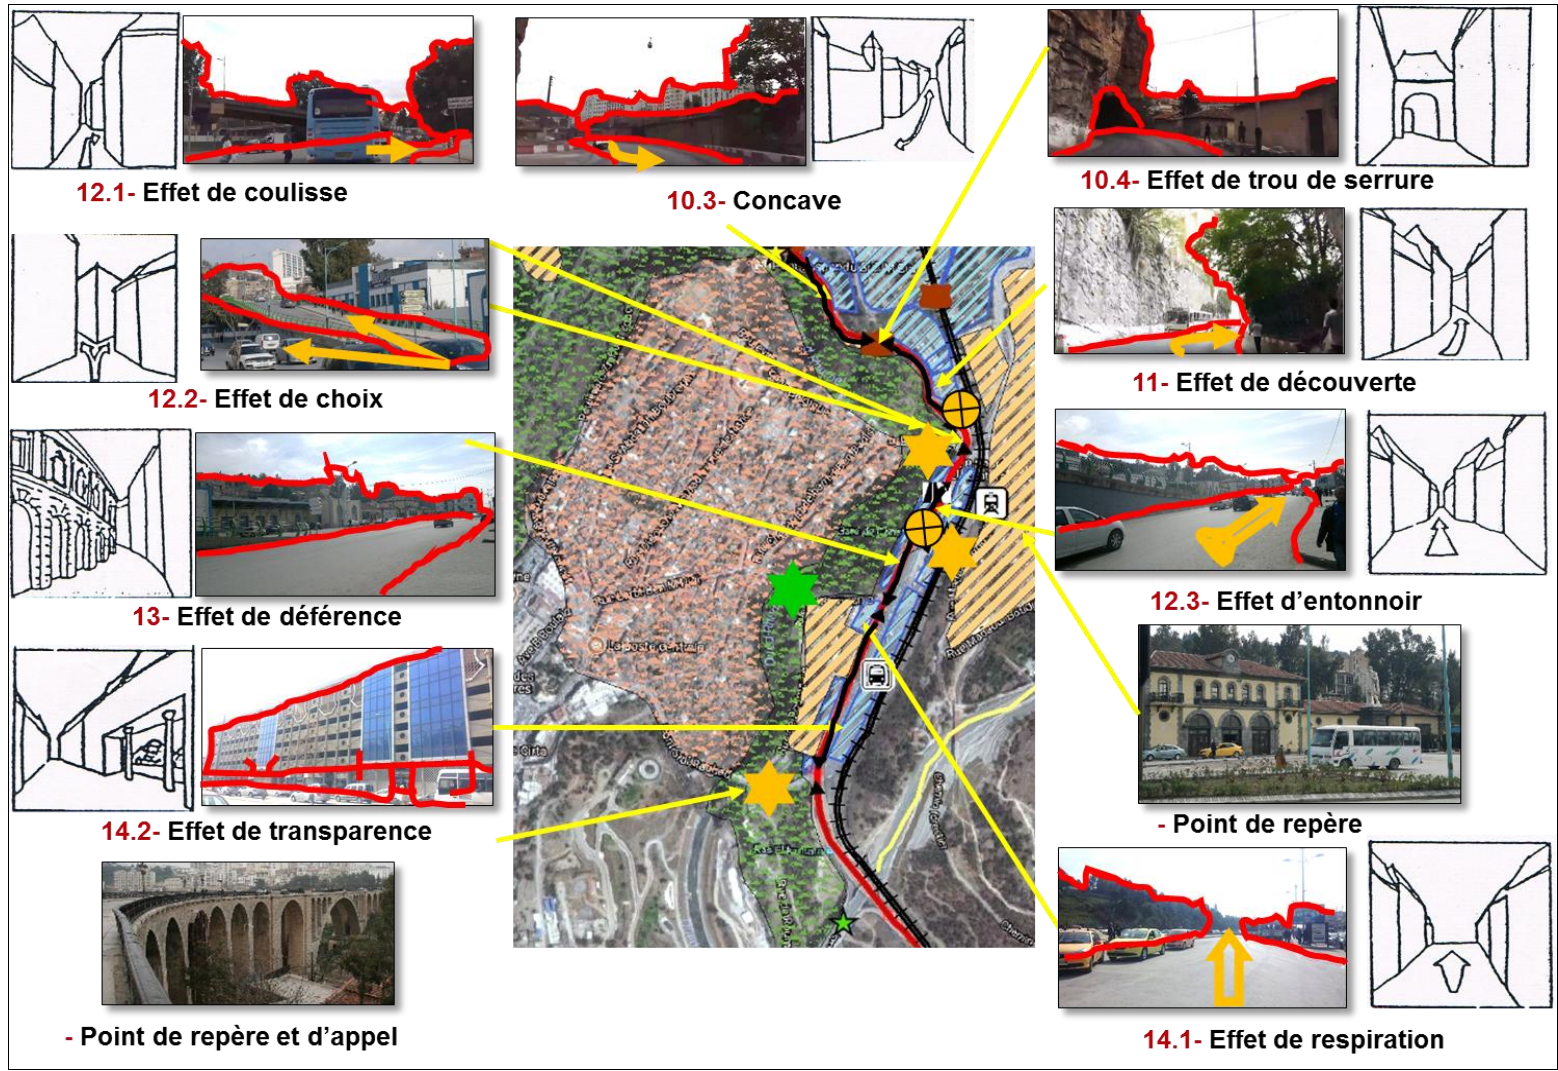 12.1- Effet de coulisse
10.3- Concave
10.4- Effet de trou de serrure
12.2- Effet de choix
11- Effet de découverte
13- Effet de déférence
12.3- Effet d’entonnoir
La poste
14.2- Effet de transparence
- Point de repère
- Point de repère et d’appel
14.1- Effet de respiration